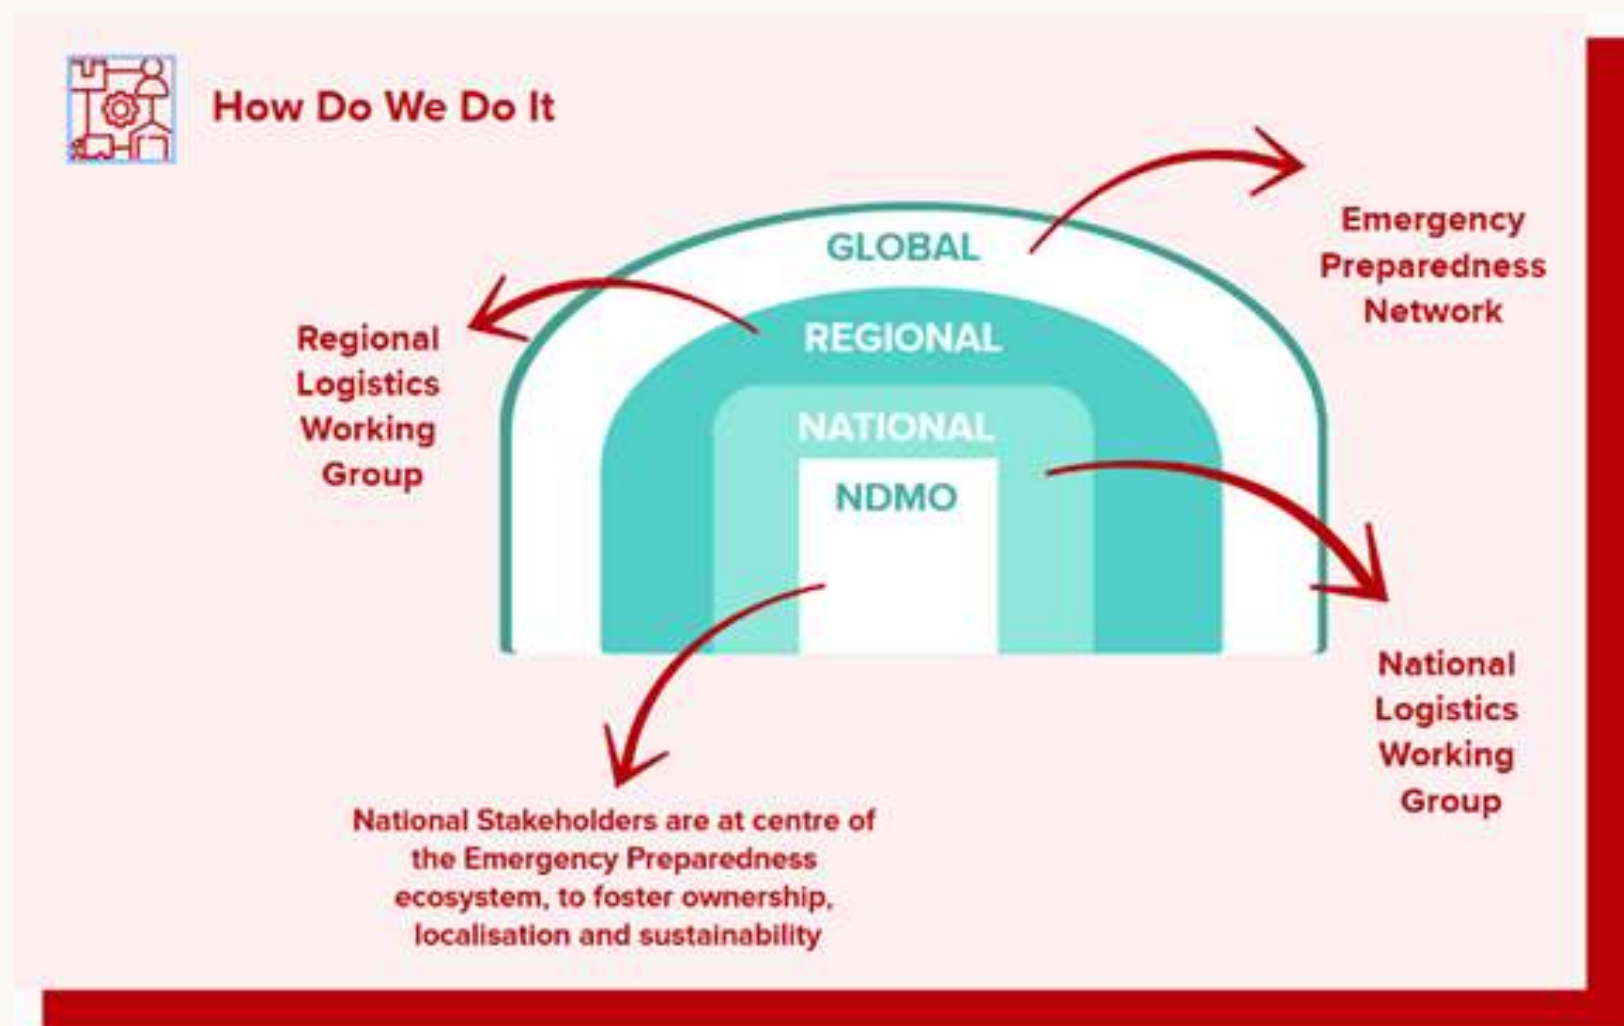 How Do We Do It
GLOBAL
Emergency
Preparedness
Network
REGIONAL
Regional
Logistics
Working
Group
NATIONAL
NDMO
National
Logistics
Working
Group
National Stakeholders are at centre of
the Emergency Preparedness
ecosystem, to foster ownership,
localisation and sustainability